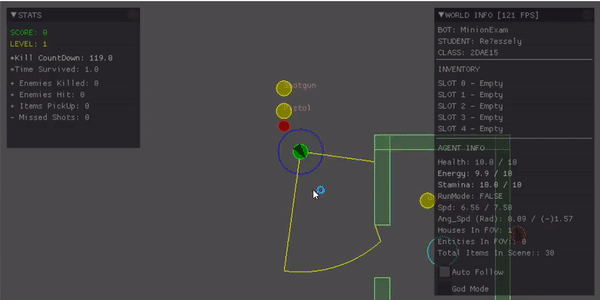 ▼STATS
SCORE: 0
LEVEL: 1
*Kill CountDown: 119.0
*Time Survived: 1.0
+ Enemies Killed: 0
+ Enemies Hit: 0
+ Items PickUp: 0
- Missed Shots: 0
Shotgun
Pistol
▼WORLD INFO [121 FPS]
BOT: MinionExam
STUDENT: Re?essely
CLASS: 2DAE15
INVENTORY
SLOT 0 - Empty
SLOT 1 - Empty
SLOT 2 - Empty
SLOT 3 - Empty
SLOT 4 - Empty
AGENT INFO
Health: 10.0 / 10
Energy: 9.9 / 10
Stamina: 10.0 / 10
RunMode: FALSE
Spd: 6.56 / 7.50
Ang_Spd (Rad): 0.09 / (-)1.57
Houses In FOV: 1
Entities In FOV:: 0
Total Items In Scene:: 30
Auto Follow
God Mode